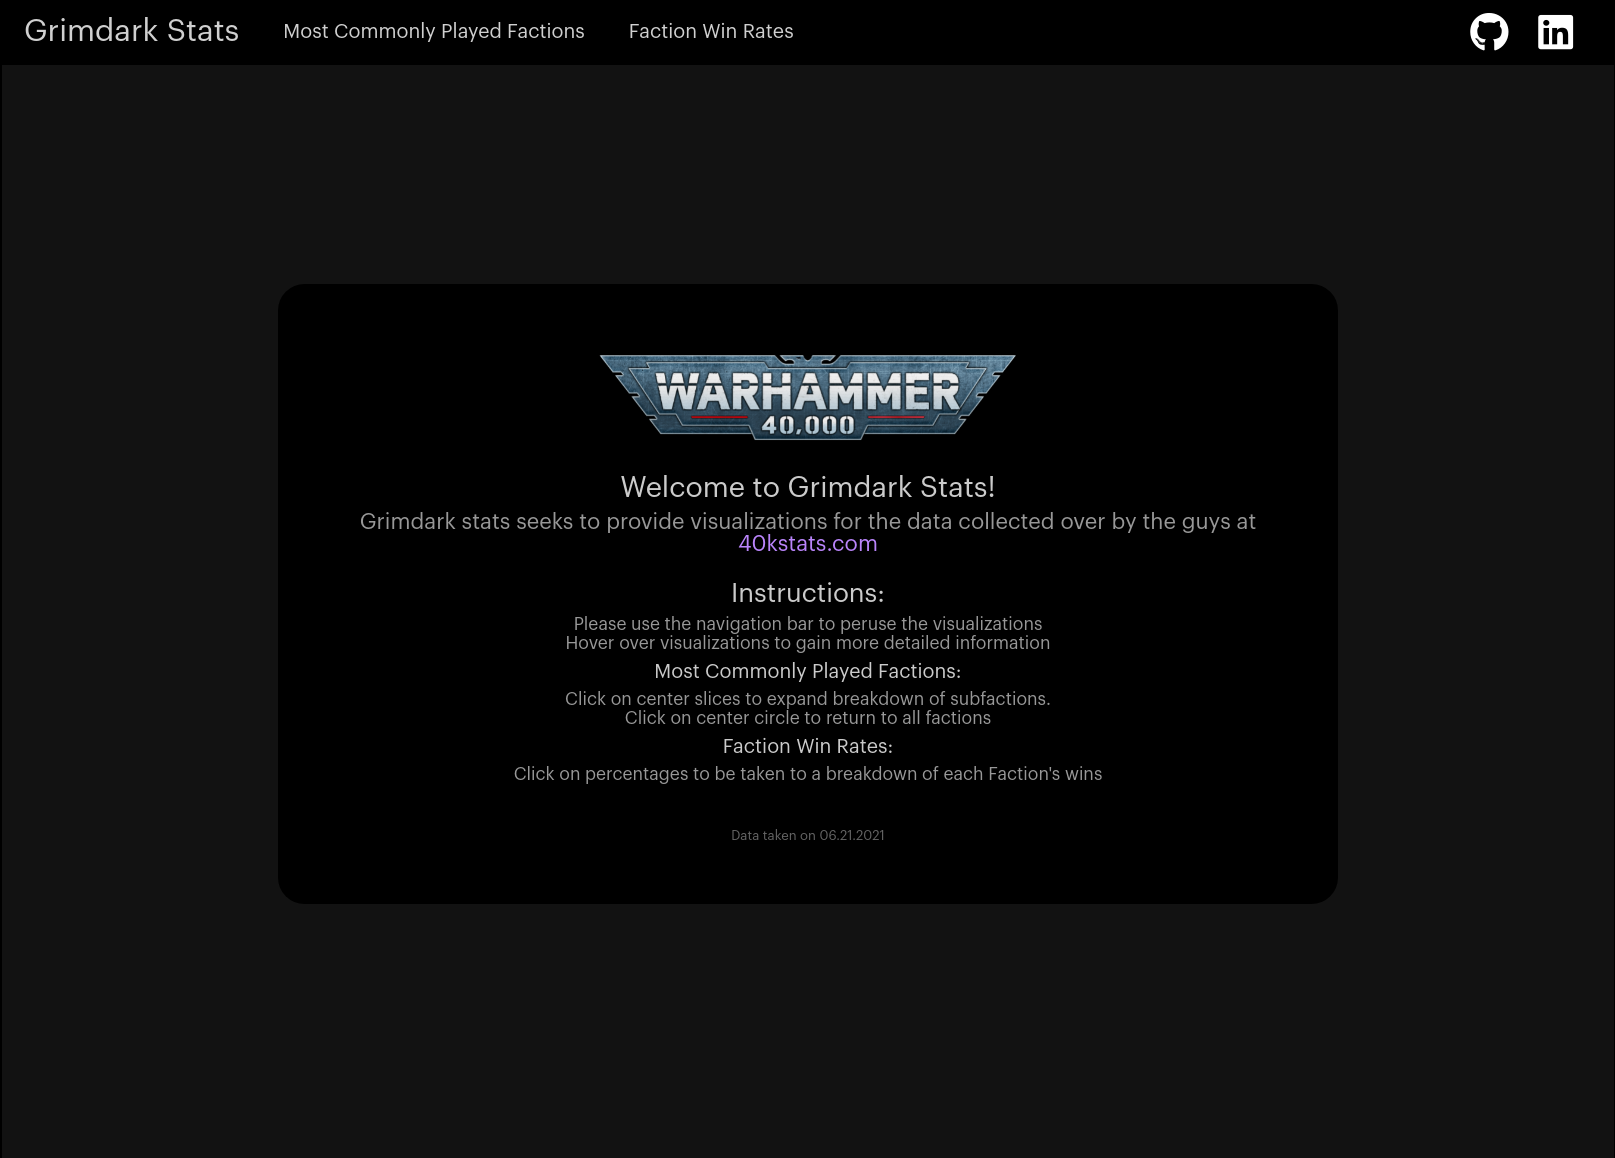 Grimdark Stats
Most Commonly Played Factions
Faction Win Rates
WARHAMMER
40,000
Welcome to Grimdark Stats!
Grimdark stats seeks to provide visualizations for the data collected over by the guys at
40kstats.com
Instructions:
Please use the navigation bar to peruse the visualizations
Hover over visualizations to gain more detailed information
Most Commonly Played Factions:
Click on center slices to expand breakdown of subfactions.
Click on center circle to return to all factions
Faction Win Rates:
Click on percentages to be taken to a breakdown of each Faction's wins
Data taken on 06.21.2021